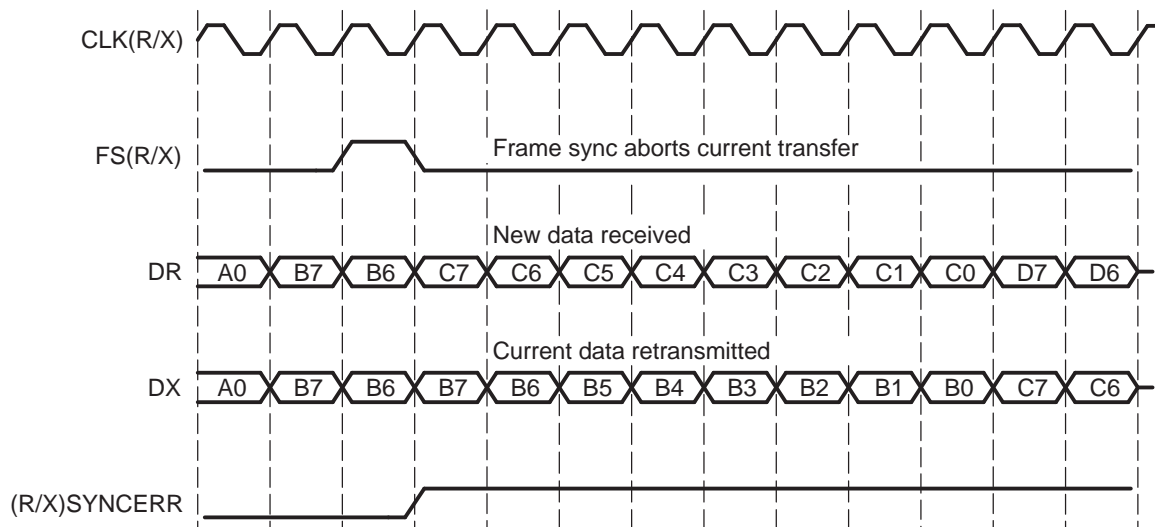 CLK(R/X)
FS(R/X)
Frame sync aborts current transfer
New data received
DR A0 B7 B6 C7 C6 C5 C4 C3 C2 C1 C0 D7 D6
Current data retransmitted
DX A0 B7 B6 B7 B6 B5 B4 B3 B2 B1 B0 C7 C6
(R/X)SYNCERR